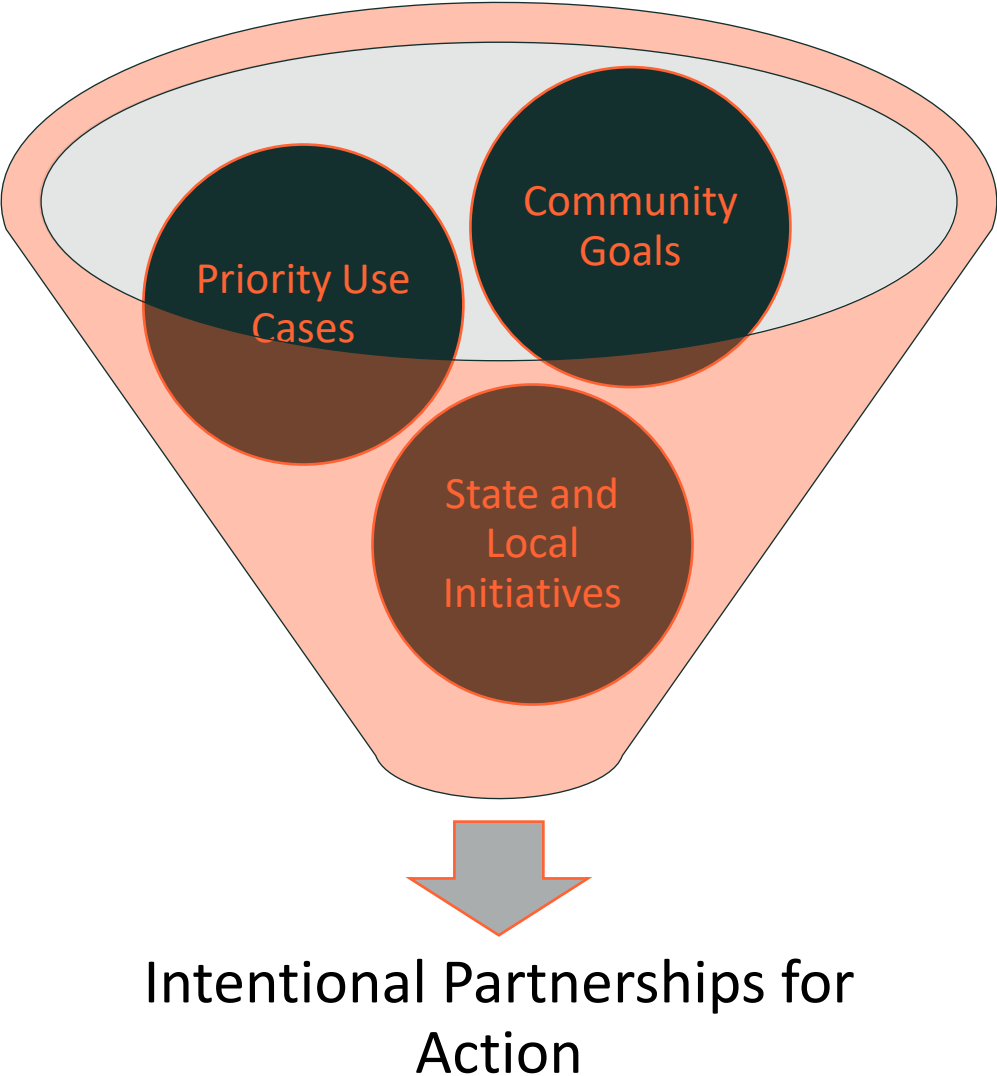 Community
Goals
Priority Use
Cases
State and
Local
Initiatives
Intentional Partnerships for
Action